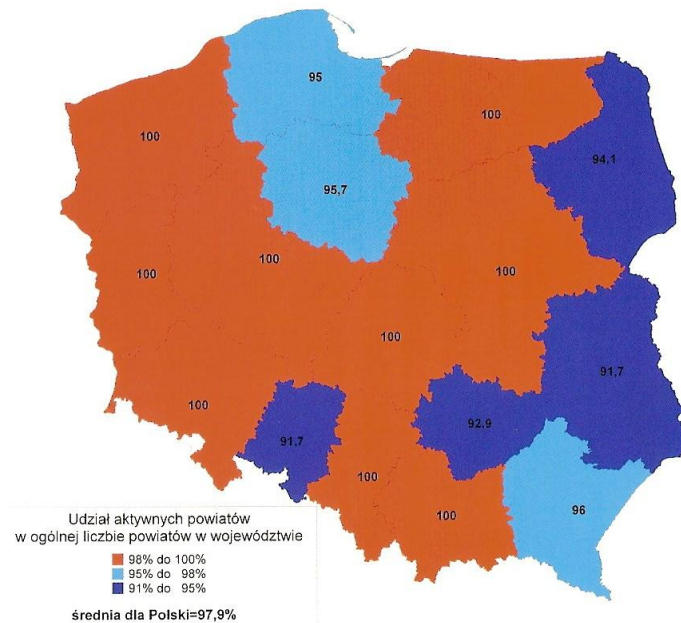 95
100
100
94,1
95,7
100
100
100
100
91,7
100
92,9
91,7
100
96
100
Udział aktywnych powiatów
w ogólnej liczbie powiatów w województwie
98% do 100%
95% do 98%
91% do 95%
średnia dla Polski=97,9%